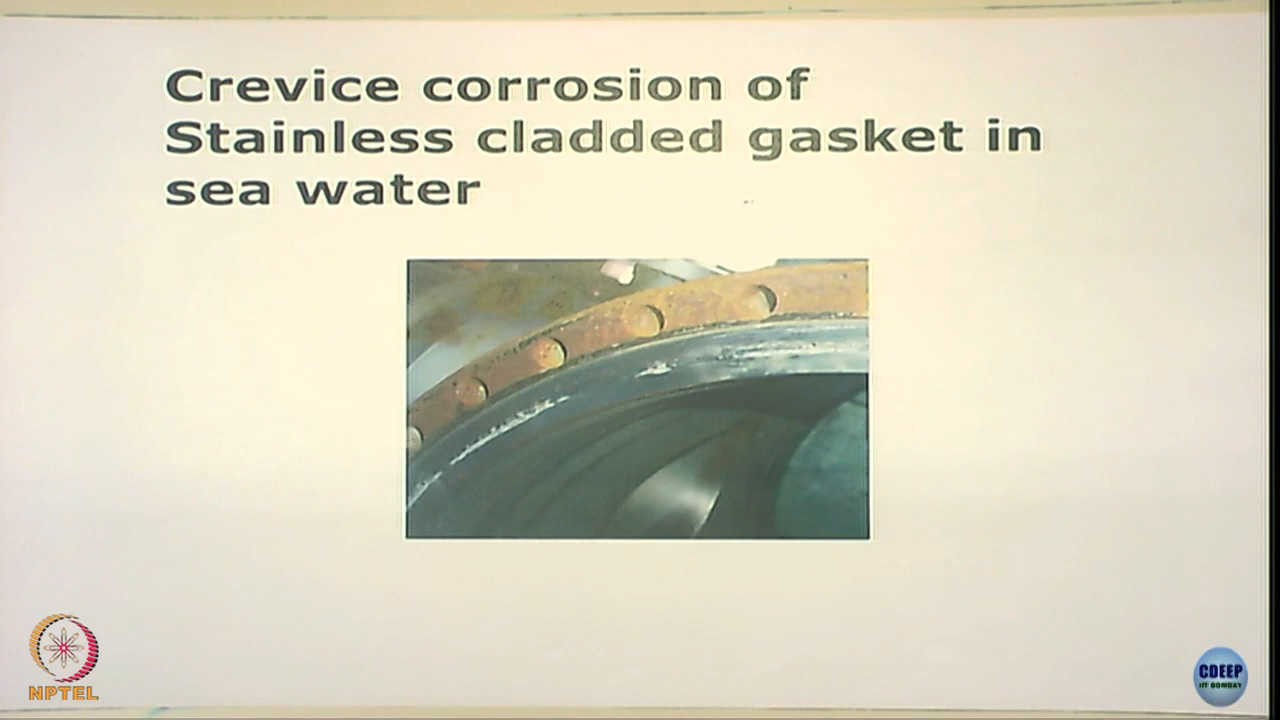 Crevice corrosion of
Stainless cladded gasket in
sea water
NPTEL
CDEEP
IIT BOMBAY